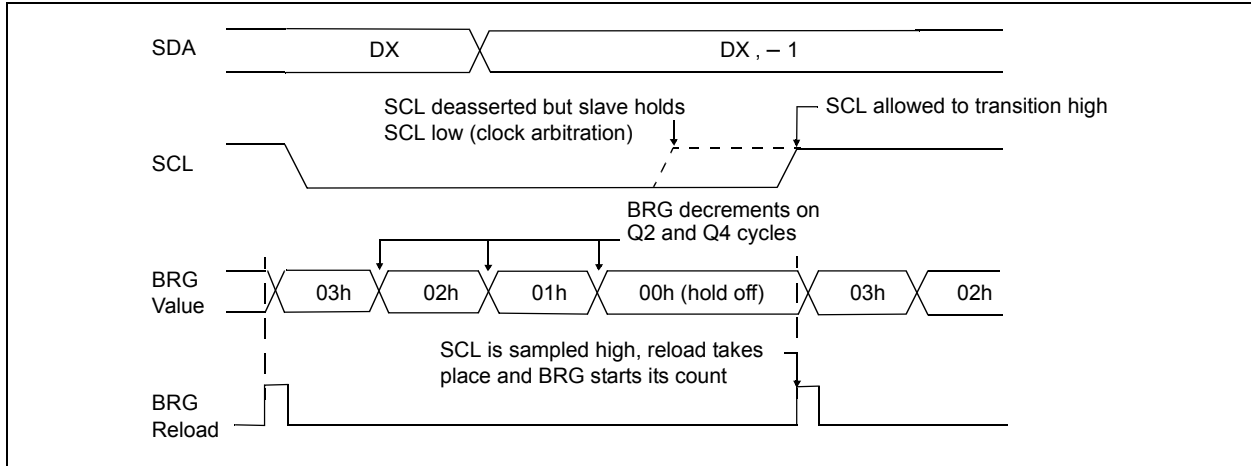 SDA
DX
DX , – 1
SCL deasserted but slave holds
SCL low (clock arbitration)
SCL allowed to transition high
SCL
BRG decrements on
Q2 and Q4 cycles
BRG
Value
03h
02h
01h
00h (hold off)
03h
02h
SCL is sampled high, reload takes
place and BRG starts its count
BRG
Reload